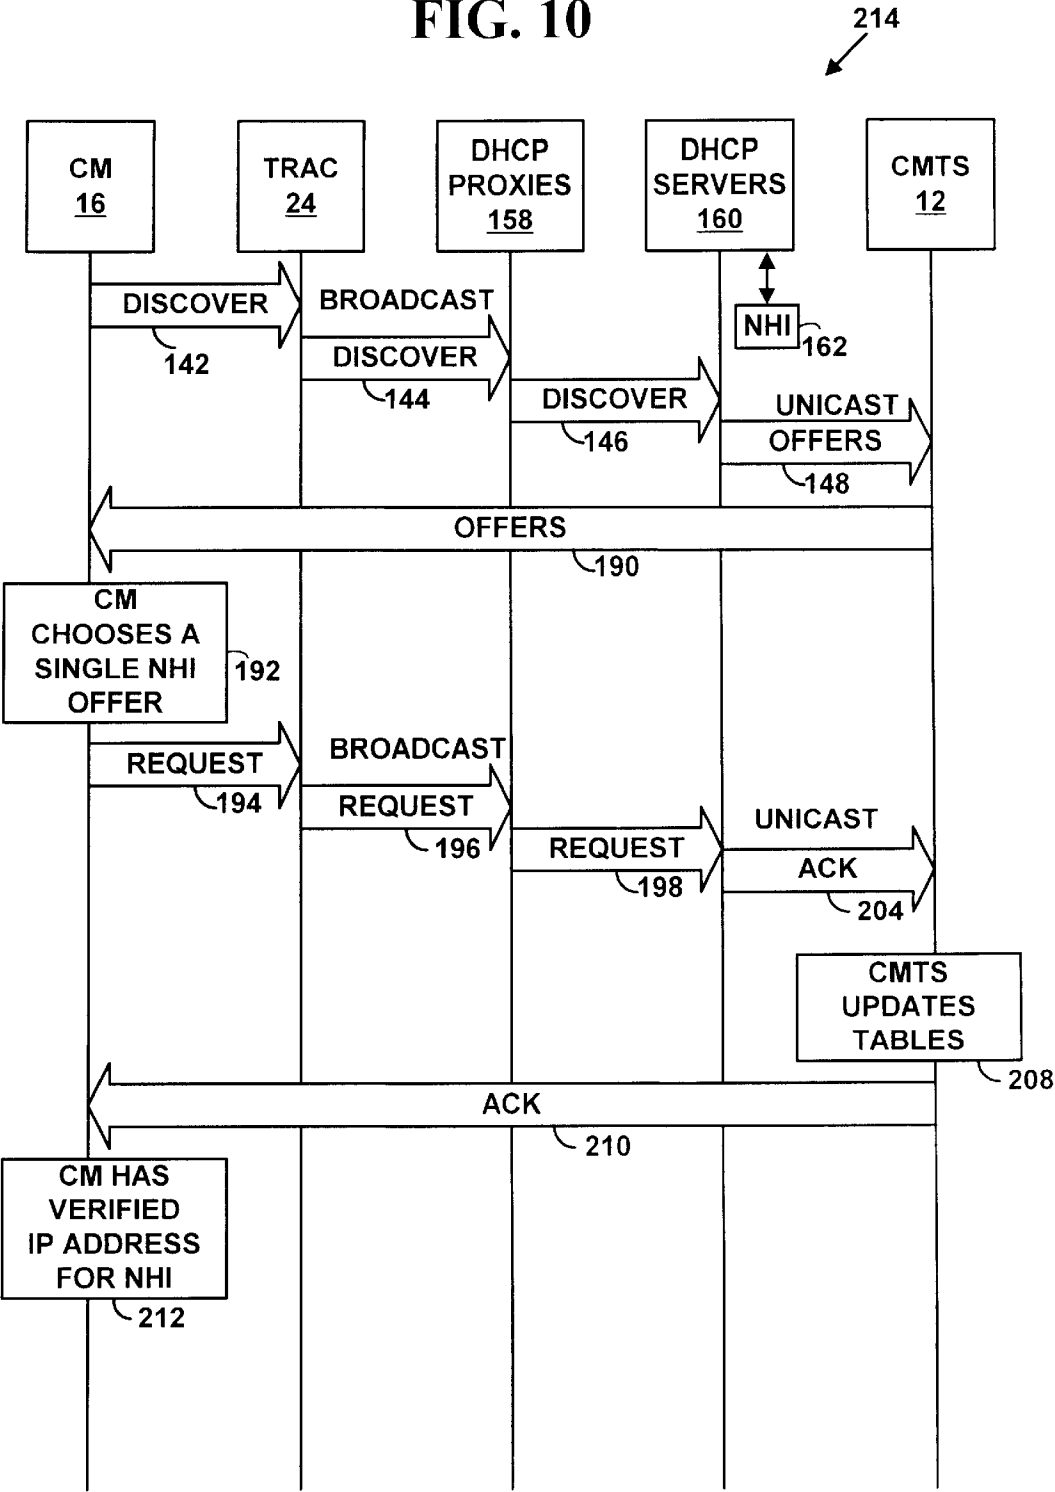 FIG. 10
214
CM
16
TRAC
24
DHCP
PROXIES
158
DHCP
SERVERS
160
CMTS
12
DISCOVER
142
BROADCAST
DISCOVER
144
NHI
162
DISCOVER
146
UNICAST
OFFERS
148
OFFERS
190
CM
CHOOSES A
SINGLE NHI
OFFER
192
REQUEST
194
BROADCAST
REQUEST
196
REQUEST
198
UNICAST
ACK
204
CMTS
UPDATES
TABLES
208
ACK
210
CM HAS
VERIFIED
IP ADDRESS
FOR NHI
212